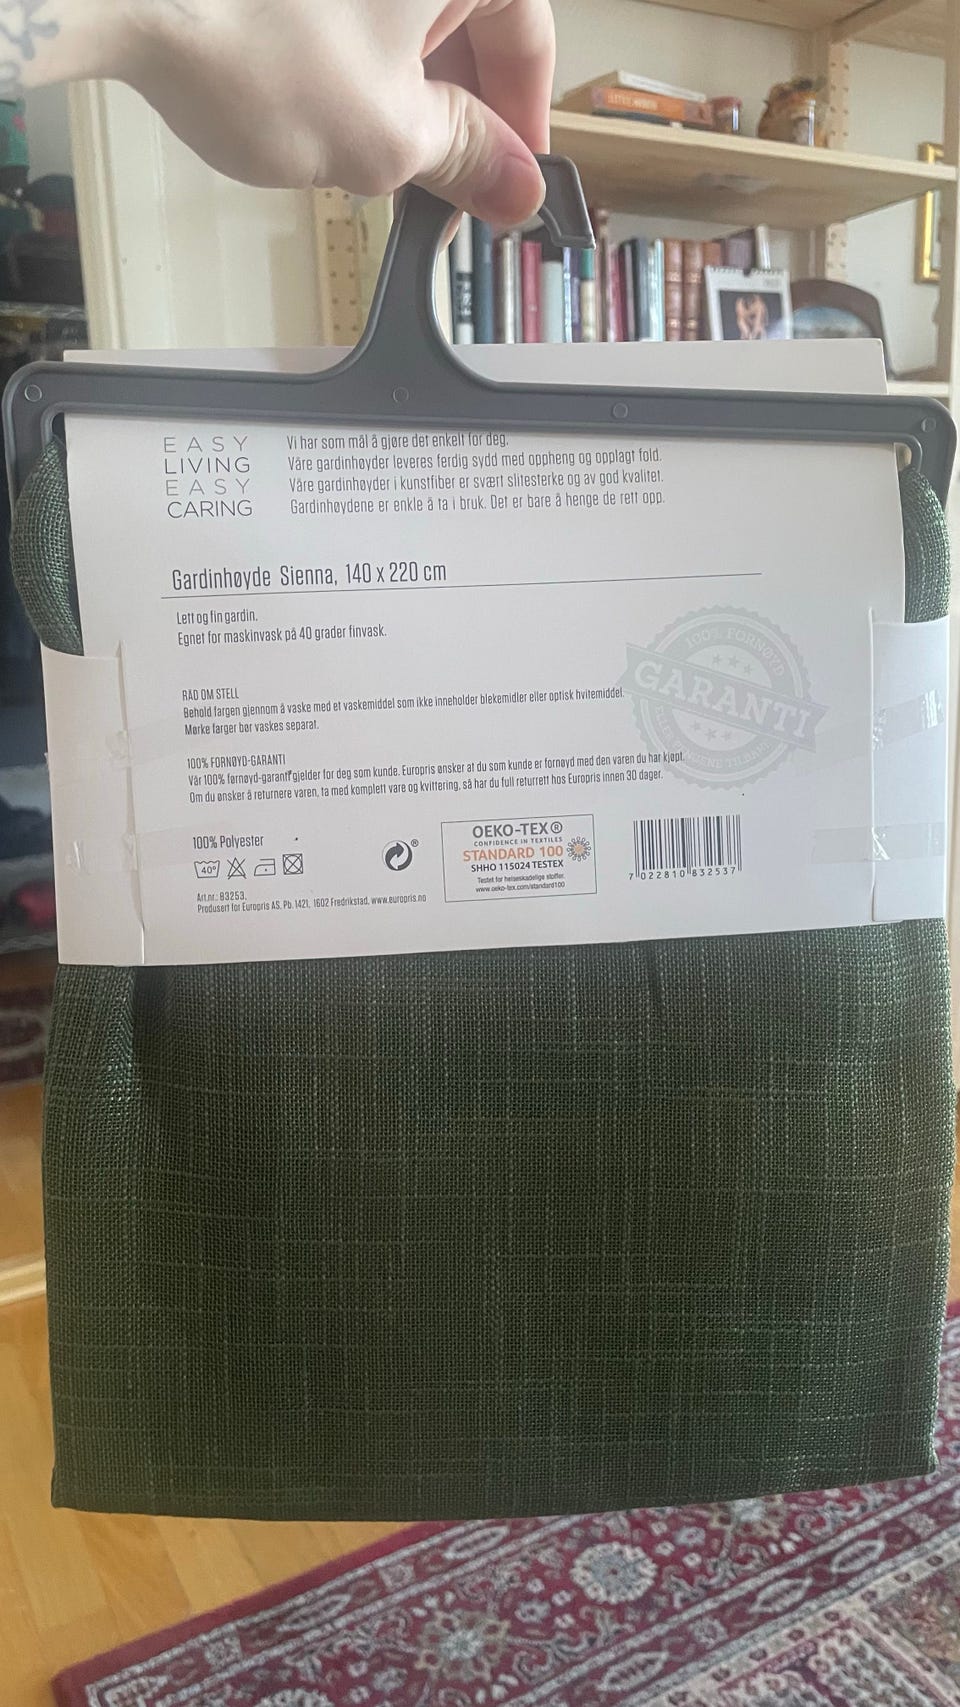 EASY
LIVING
EASY
CARING
Vi har som mål å gjøre det enkelt for deg.
Våre gardinhøyder leveres ferdig sydd med oppheng og opplagt fold.
Våre gardinhøyder i kunstfiber er svært slitesterke og av god kvalitet.
Gardinhøydene er enkle å ta i bruk. Det er bare å henge de rett opp.
Gardinhøyde Sienna, 140 x 220 cm
Lett og fin gardin.
Egnet for maskinvask på 40 grader finvask.
100% FORNØYD
GARANTI
RÅD OM STELL
Behold fargen gjennom å vaske med et vaskemiddel som ikke inneholder blekemidler eller optisk hvitemiddel.
Mørke farger bør vaskes separat.
100% FORNØYD-GARANTI
Vår 100% fornøyd-garanti gjelder for deg som kunde. Europris ønsker at du som kunde er fornøyd med den varen du har kjøpt.
Om du ønsker å returnere varen, ta med komplett vare og kvittering, så har du full returrett hos Europris innen 30 dager.
100% Polyester
40°
Art.nr.: 83253.
Produsert for Europris AS, Pb. 1421, 1602 Fredrikstad, www.europris.no
®
OEKO-TEX®
CONFIDENCE IN TEXTILES
STANDARD 100
SHHO 115024 TESTEX
Testet for helseskadelige stoffer.
www.oeko-tex.com/standard100
7 022810 832537